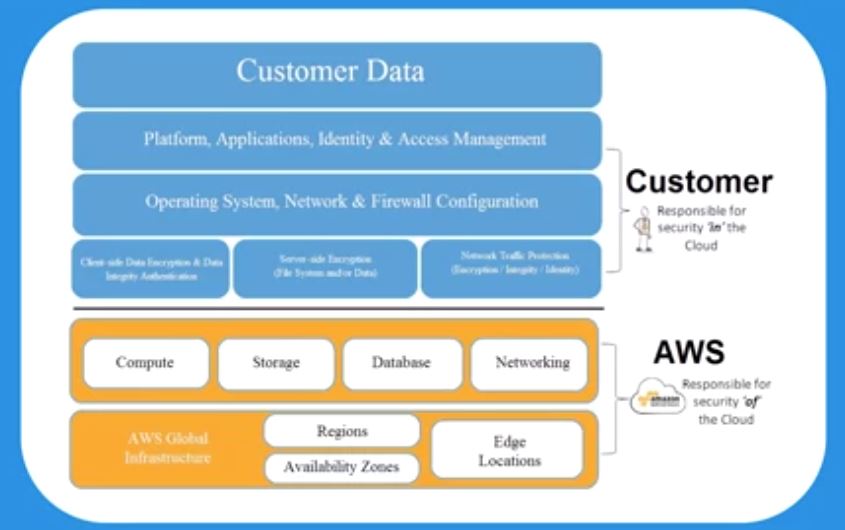 Customer Data
Platform, Applications, Identity & Access Management
Operating System, Network & Firewall Configuration
Client-side Data Encryption & Data
Integrity Authentication
Server-side Encryption
(File System and/or Data)
Network Traffic Protection
(Encryption / Integrity / Identity)
Customer
Responsible for
security 'in' the
Cloud
Compute
Storage
Database
Networking
AWS
Responsible for
security 'of'
the Cloud
amazon
AWS Global
Infrastructure
Regions
Availability Zones
Edge
Locations